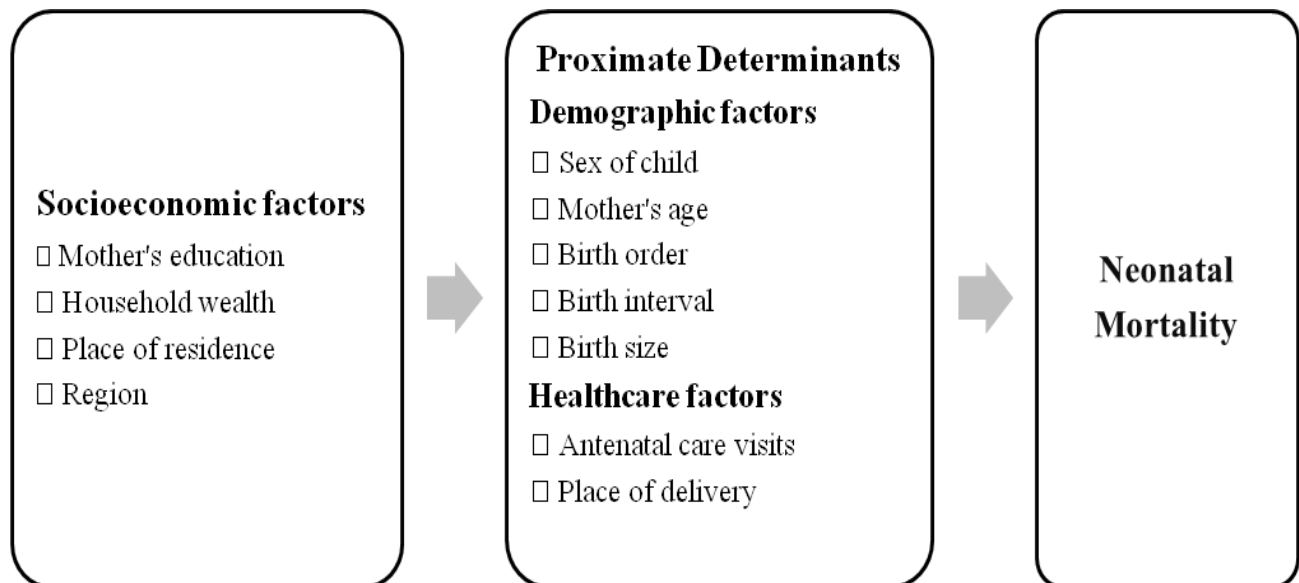 Socioeconomic factors
□ Mother's education
□ Household wealth
□ Place of residence
□ Region
Proximate Determinants
Demographic factors
□ Sex of child
□ Mother's age
□ Birth order
□ Birth interval
□ Birth size
Healthcare factors
□ Antenatal care visits
□ Place of delivery
Neonatal
Mortality